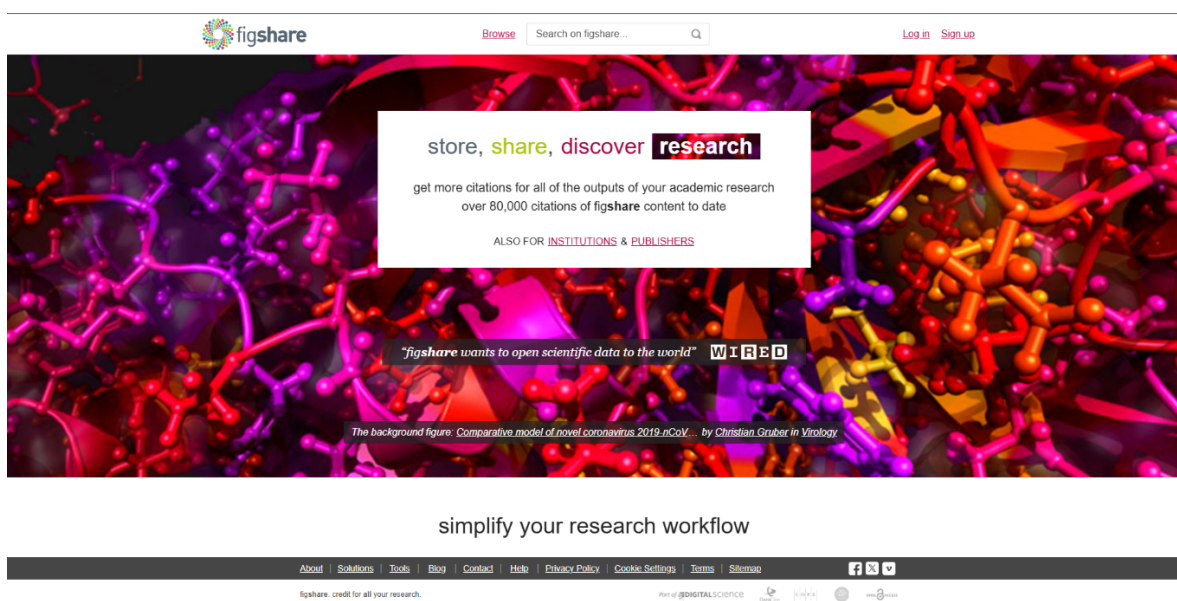 figshare
Browse
Search on figshare...
Log in
Sign up
store, share, discover research
get more citations for all of the outputs of your academic research
over 80,000 citations of figshare content to date
ALSO FOR INSTITUTIONS & PUBLISHERS
“figshare wants to open scientific data to the world” WIRED
The background figure: Comparative model of novel coronavirus 2019-nCoV... by Christian Gruber in Virology
simplify your research workflow
About | Solutions | Tools | Blog | Contact | Help | Privacy Policy | Cookie Settings | Terms | Sitemap
figshare. credit for all your research.
Part of DIGITALSCIENCE